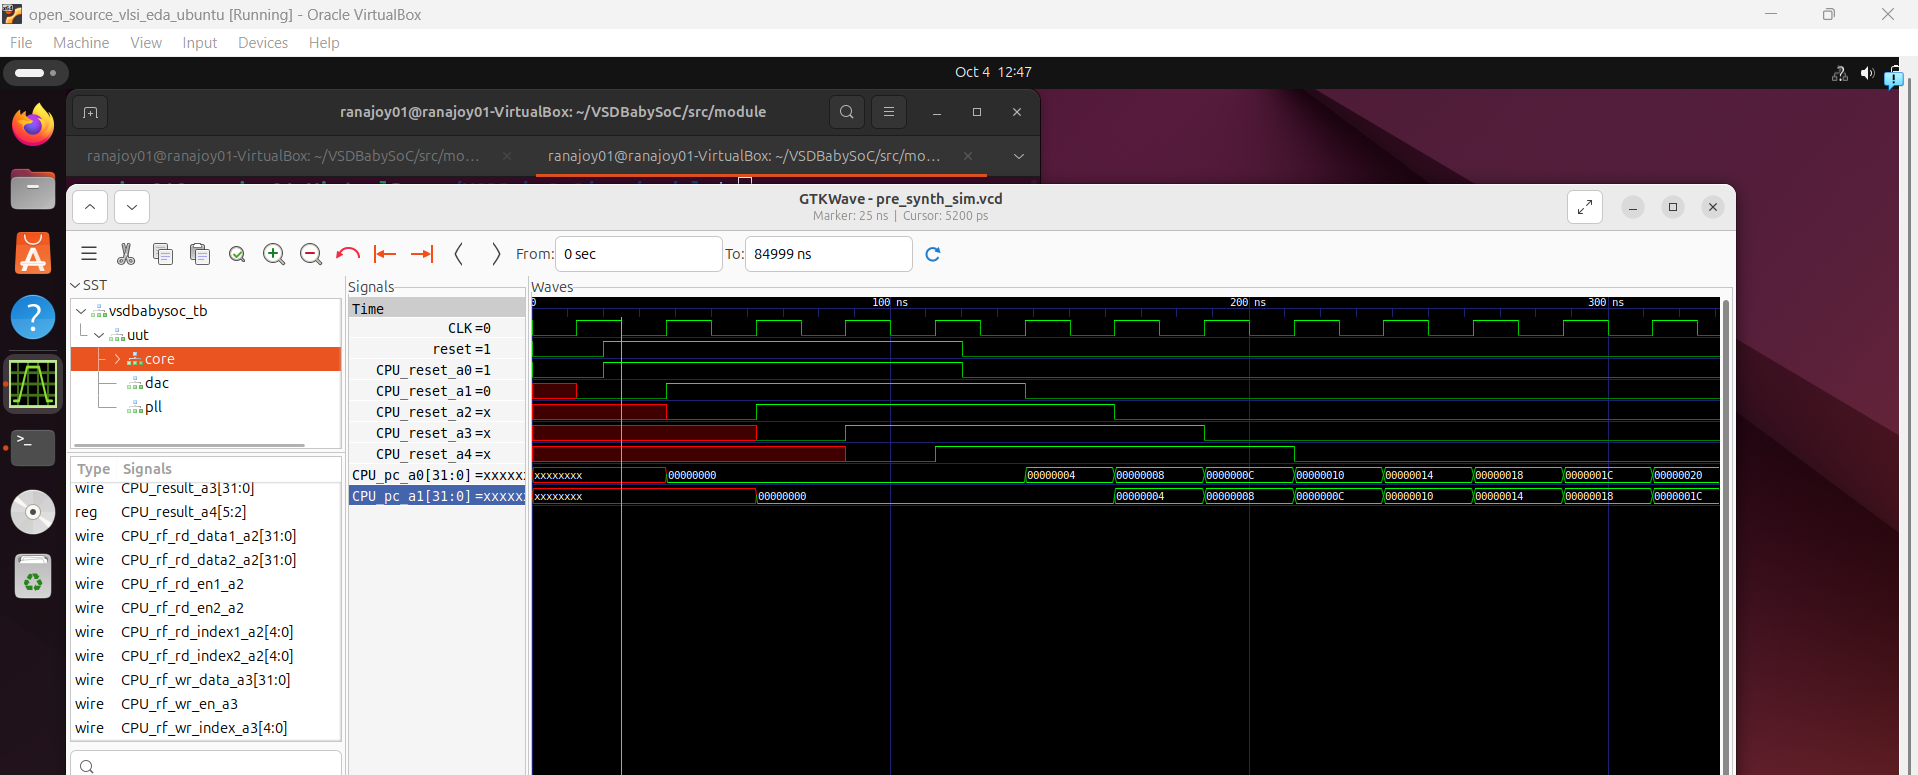 open_source_vlsi_eda_ubuntu [Running] - Oracle VirtualBox
File Machine View Input Devices Help
Oct 4 12:47
ranajoy01@ranajoy01-VirtualBox: ~/VSDBabySoC/src/module
ranajoy01@ranajoy01-VirtualBox: ~/VSDBabySoC/src/mo...
ranajoy01@ranajoy01-VirtualBox: ~/VSDBabySoC/src/mo...
GTKWave - pre_synth_sim.vcd
Marker: 25 ns | Cursor: 5200 ps
From: 0 sec To: 84999 ns
SST
vsdbabysoc_tb
uut
core
dac
pll
Type Signals
wire CPU_result_a3[31:0]
reg CPU_result_a4[5:2]
wire CPU_rf_rd_data1_a2[31:0]
wire CPU_rf_rd_data2_a2[31:0]
wire CPU_rf_rd_en1_a2
wire CPU_rf_rd_en2_a2
wire CPU_rf_rd_index1_a2[4:0]
wire CPU_rf_rd_index2_a2[4:0]
wire CPU_rf_wr_data_a3[31:0]
wire CPU_rf_wr_en_a3
wire CPU_rf_wr_index_a3[4:0]
Signals
Time
CLK=0
reset=1
CPU_reset_a0=1
CPU_reset_a1=0
CPU_reset_a2=x
CPU_reset_a3=x
CPU_reset_a4=x
CPU_pc_a0[31:0]=xxxxxx
CPU_pc_a1[31:0]=xxxxxx
Waves
0 100 ns 200 ns 300 ns
xxxxxxxx 00000000 00000004 00000008 0000000C 00000010 00000014 00000018 0000001C 00000020
xxxxxxxx 00000000 00000004 00000008 0000000C 00000010 00000014 00000018 0000001C